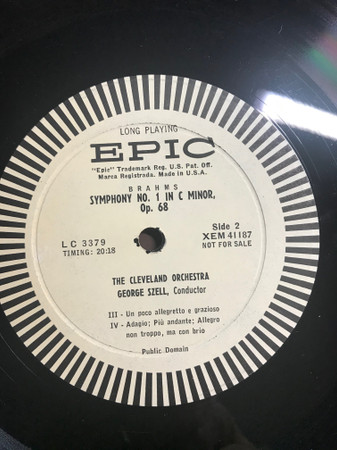 LONG PLAYING
EPIC
"Epic" Trademark Reg. U.S. Pat. Off.
Marca Registrada. Made in U.S.A.
BRAHMS
SYMPHONY NO. 1 IN C MINOR,
Op. 68
LC 3379
TIMING: 20:18
Side 2
XEM 41187
NOT FOR SALE
THE CLEVELAND ORCHESTRA
GEORGE SZELL, Conductor
III - Un poco allegretto e grazioso
IV - Adagio; Più andante; Allegro
non troppo, ma con brio
Public Domain